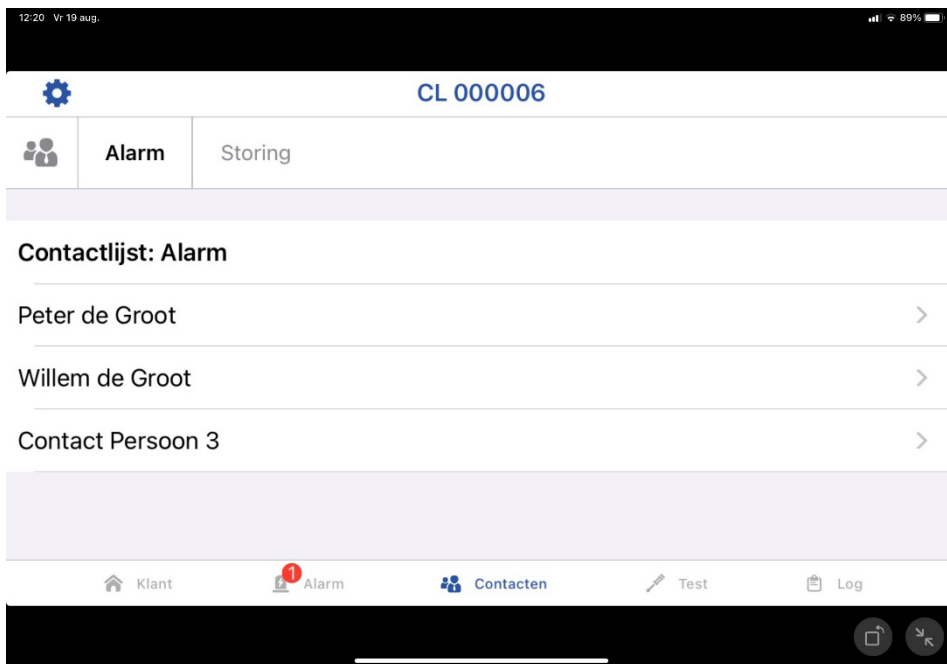 12:20 Vr 19 aug. 89%
CL 000006
Alarm Storing
Contactlijst: Alarm
Peter de Groot
Willem de Groot
Contact Persoon 3
Klant 1 Alarm Contacten Test Log